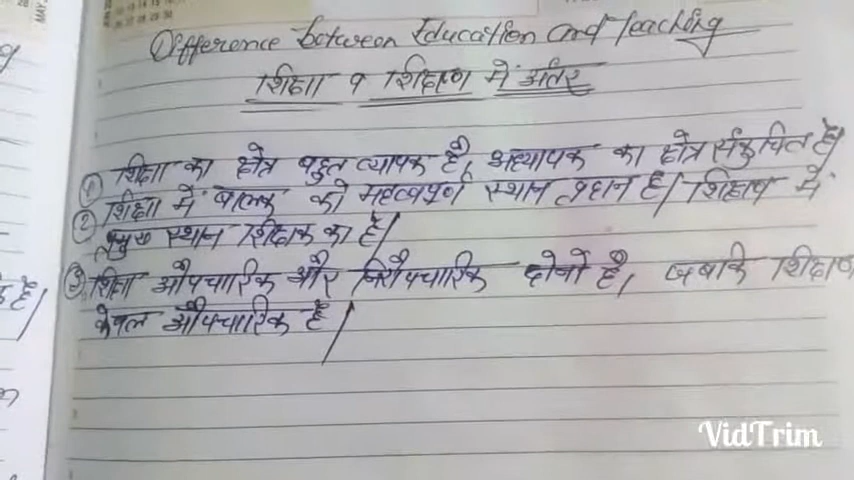 Difference between Education and Teaching
शिक्षा व शिक्षण में अंतर
① शिक्षा का क्षेत्र बहुत व्यापक है, अध्यापक का क्षेत्र संकुचित है।
② शिक्षा में बालक को महत्वपूर्ण स्थान प्रदान है। शिक्षण में
प्रमुख स्थान शिक्षक का है।
③ शिक्षा औपचारिक और निरौपचारिक दोनों है, जबकि शिक्षण
केवल औपचारिक है।
VidTrim